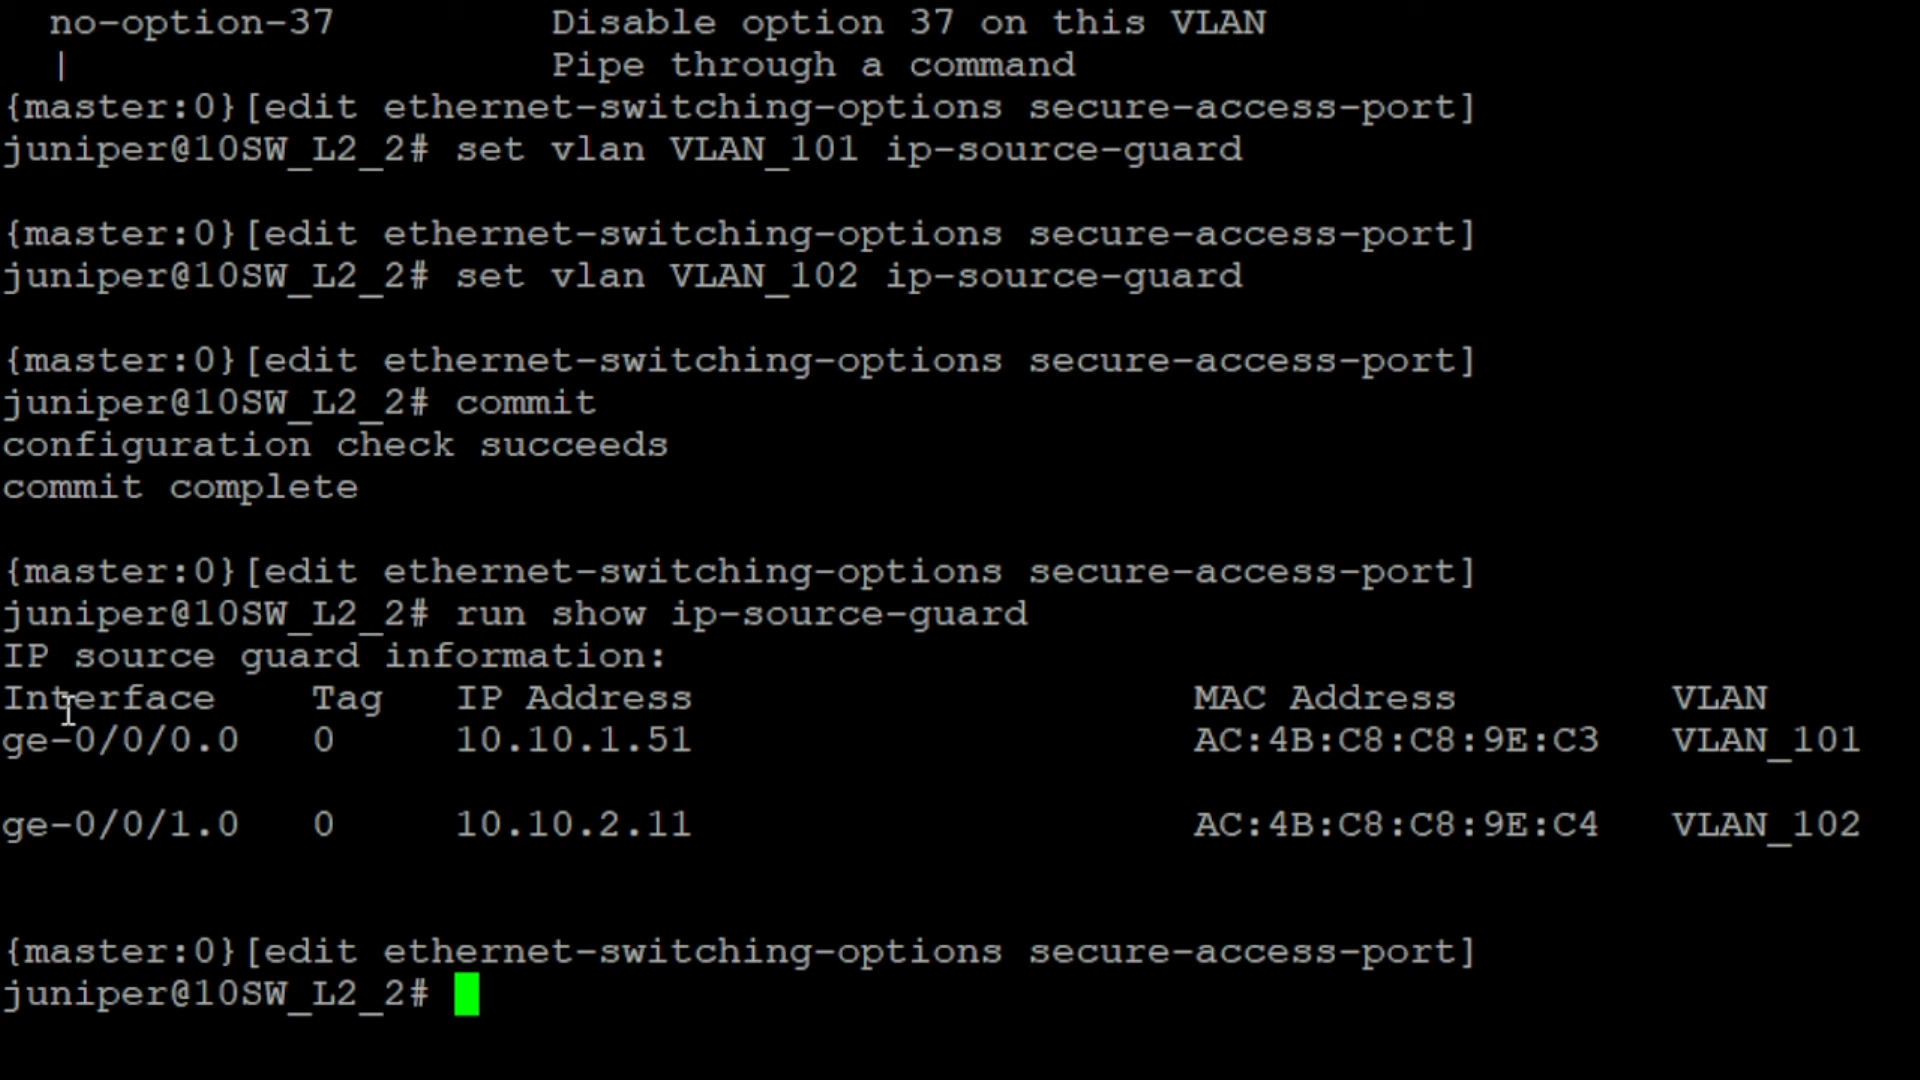 no-option-37 Disable option 37 on this VLAN
| Pipe through a command
{master:0}[edit ethernet-switching-options secure-access-port]
juniper@10SW_L2_2# set vlan VLAN_101 ip-source-guard
{master:0}[edit ethernet-switching-options secure-access-port]
juniper@10SW_L2_2# set vlan VLAN_102 ip-source-guard
{master:0}[edit ethernet-switching-options secure-access-port]
juniper@10SW_L2_2# commit
configuration check succeeds
commit complete
{master:0}[edit ethernet-switching-options secure-access-port]
juniper@10SW_L2_2# run show ip-source-guard
IP source guard information:
Interface Tag IP Address MAC Address VLAN
ge-0/0/0.0 0 10.10.1.51 AC:4B:C8:C8:9E:C3 VLAN_101
ge-0/0/1.0 0 10.10.2.11 AC:4B:C8:C8:9E:C4 VLAN_102
{master:0}[edit ethernet-switching-options secure-access-port]
juniper@10SW_L2_2#